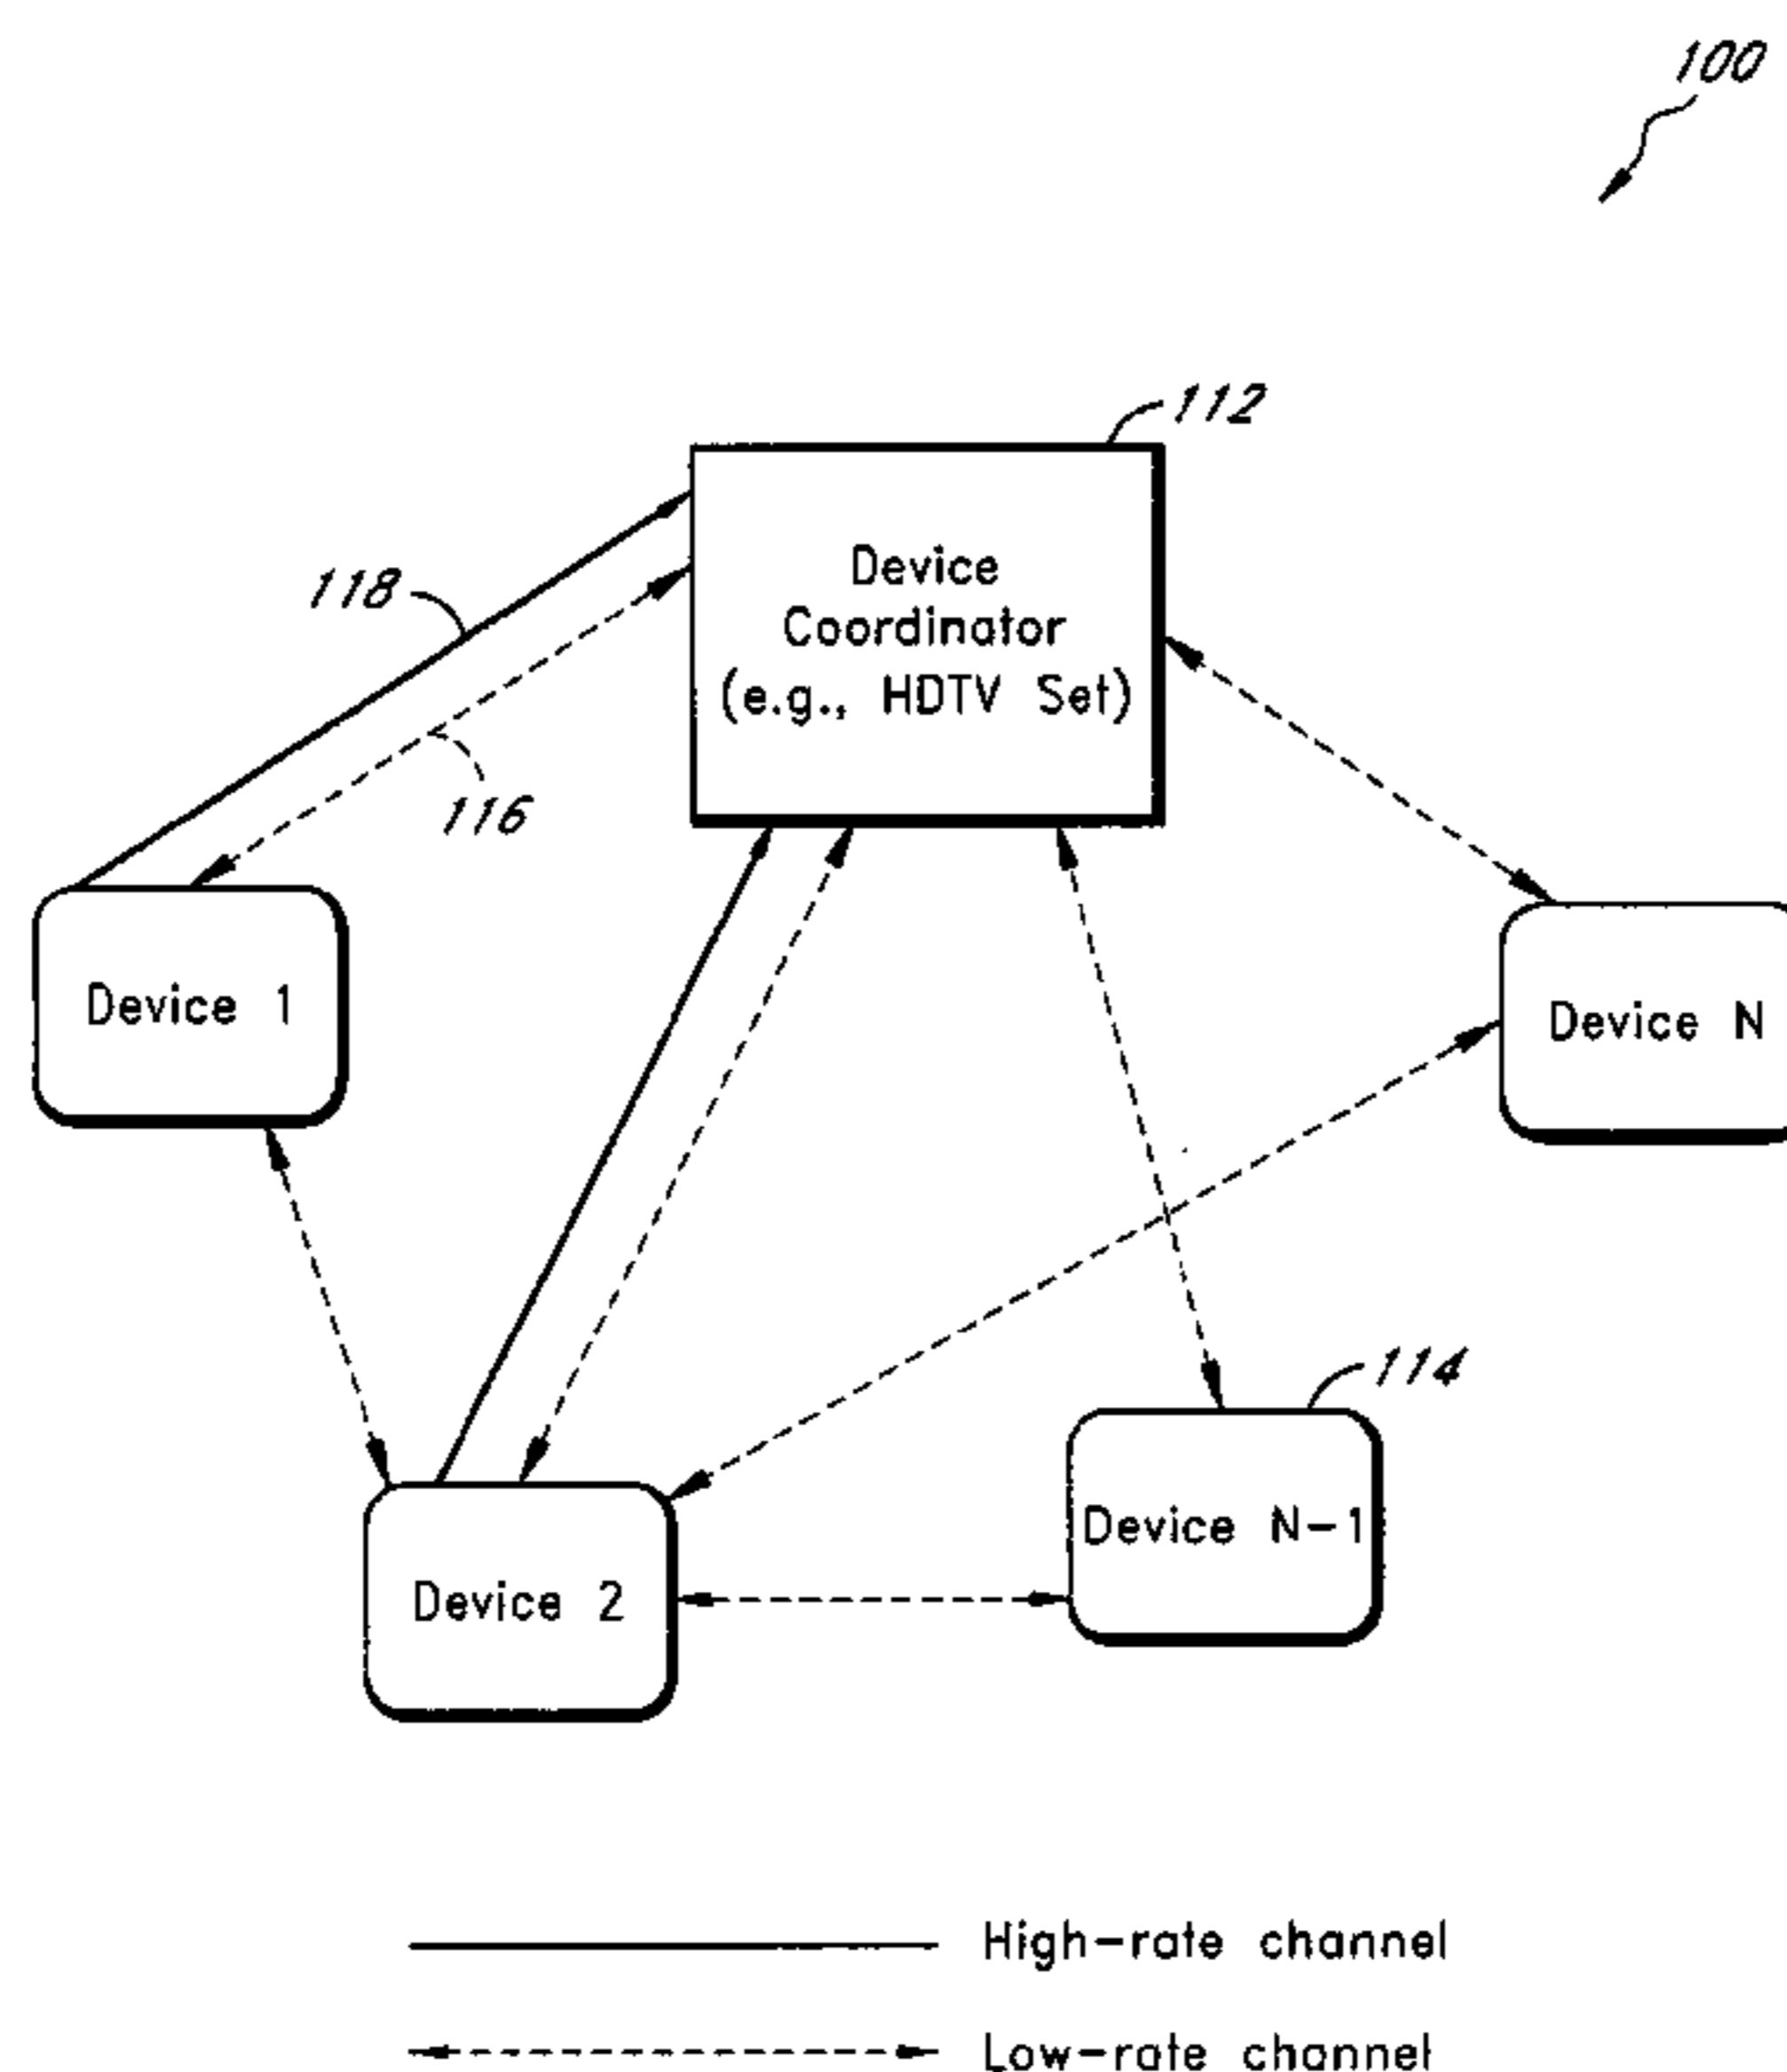 100
112
Device
Coordinator
(e.g., HDTV Set)
118
116
Device 1
Device N
114
Device N-1
Device 2
High-rate channel
Low-rate channel